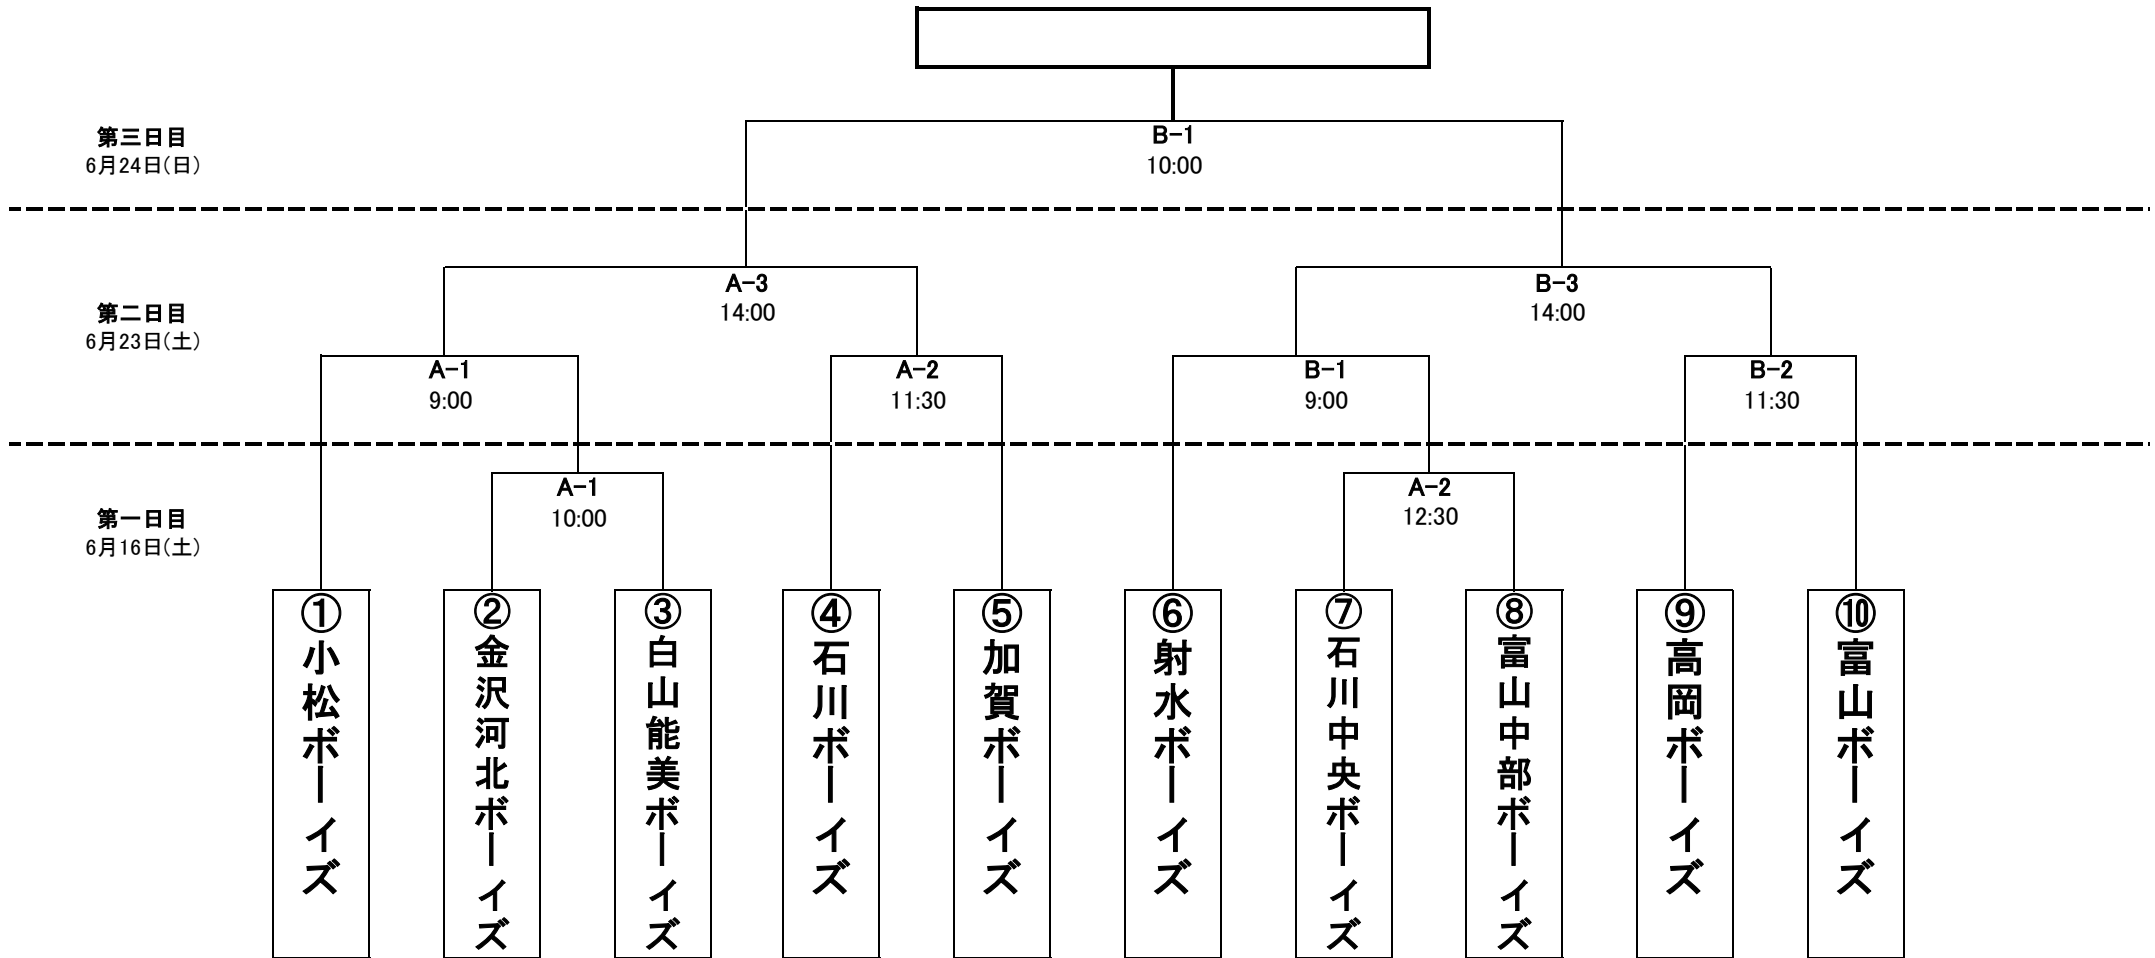 第三日目
6月24日(日)
B-1
10:00
第二日目
6月23日(土)
A-3
14:00
B-3
14:00
A-1
9:00
A-2
11:30
B-1
9:00
B-2
11:30
第一日目
6月16日(土)
A-1
10:00
A-2
12:30
①小松ボーイズ
②金沢河北ボーイズ
③白山能美ボーイズ
④石川ボーイズ
⑤加賀ボーイズ
⑥射水ボーイズ
⑦石川中央ボーイズ
⑧富山中部ボーイズ
⑨高岡ボーイズ
⑩富山ボーイズ